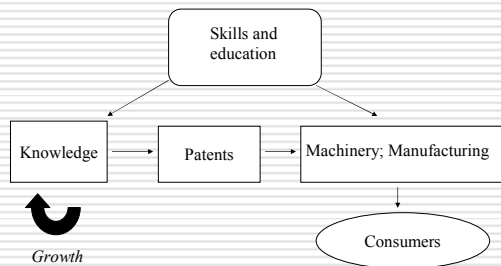 Skills and
education
Knowledge
Patents
Machinery; Manufacturing
Growth
Consumers